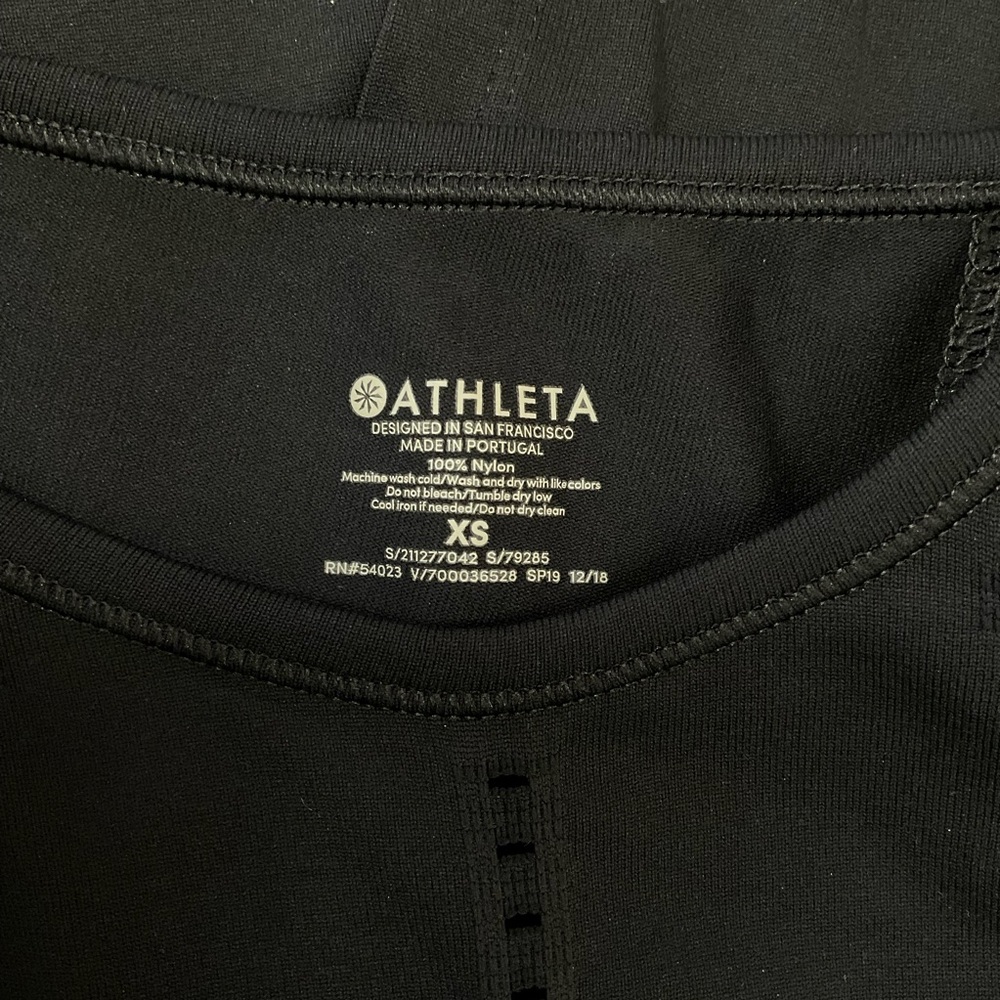 ATHLETA
DESIGNED IN SAN FRANCISCO
MADE IN PORTUGAL
100% Nylon
Machine wash cold/Wash and dry with like colors
Do not bleach/Tumble dry low
Cool iron if needed/Do not dry clean
XS
S/211277042 S/79285
RN#54023 V/700036528 SP19 12/18